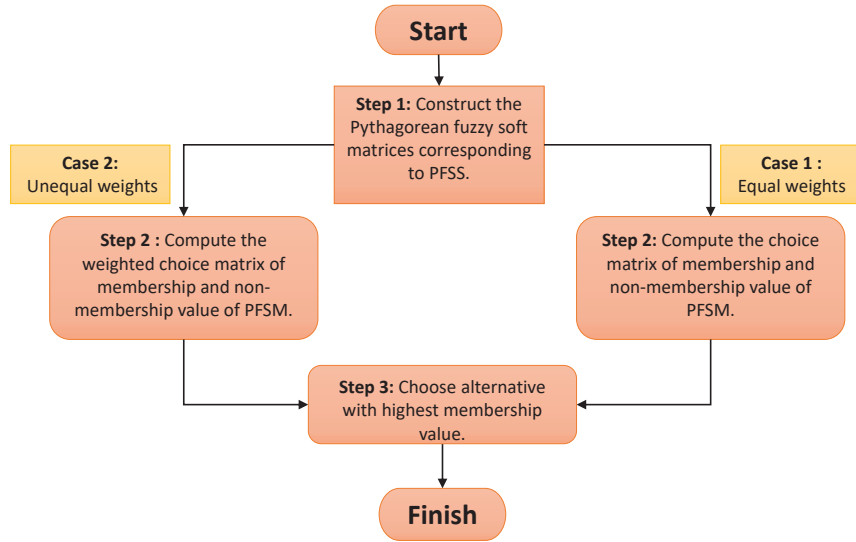 Start
Step 1: Construct the
Pythagorean fuzzy soft
matrices corresponding
to PFSS.
Case 2:
Unequal weights
Case 1 :
Equal weights
Step 2 : Compute the
weighted choice matrix of
membership and non-
membership value of PFSM.
Step 2: Compute the choice
matrix of membership and
non-membership value of
PFSM.
Step 3: Choose alternative
with highest membership
value.
Finish